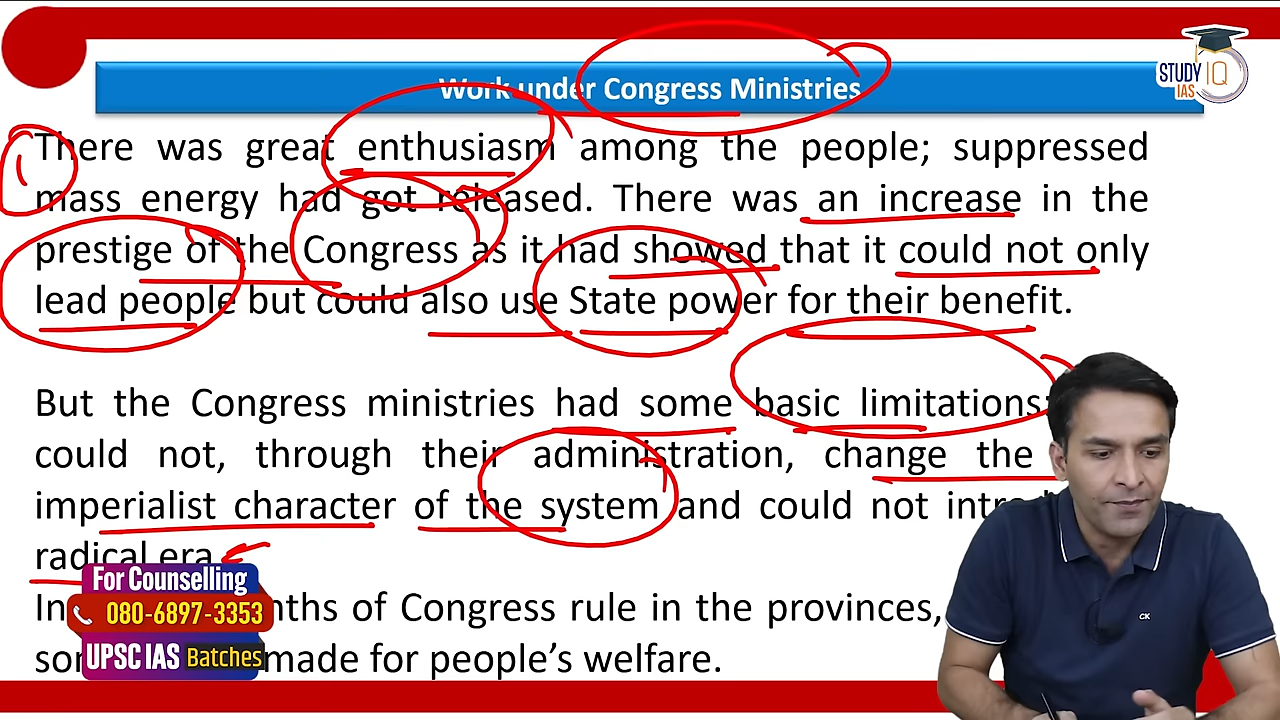 Work under Congress Ministries
STUDY IQ
IAS
There was great enthusiasm among the people; suppressed
mass energy had got released. There was an increase in the
prestige of the Congress as it had showed that it could not only
lead people but could also use State power for their benefit.
But the Congress ministries had some basic limitations:
could not, through their administration, change the
imperialist character of the system and could not
radical era.
For Counselling
080-6897-3353
UPSC IAS Batches
In of Congress rule in the provinces,
made for people's welfare.
CK